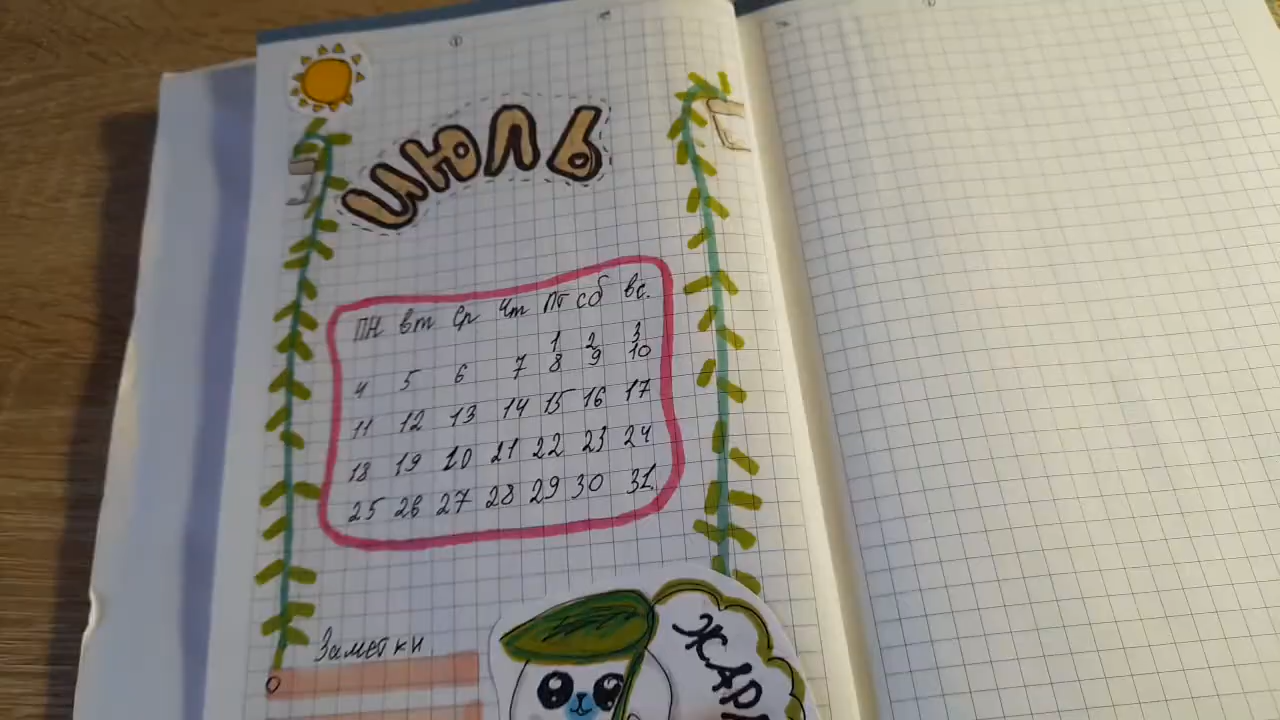 июль
пн вт ср чт пт сб вс.
1 2 3
4 5 6 7 8 9 10
11 12 13 14 15 16 17
18 19 10 21 22 23 24
25 26 27 28 29 30 31
Заметки